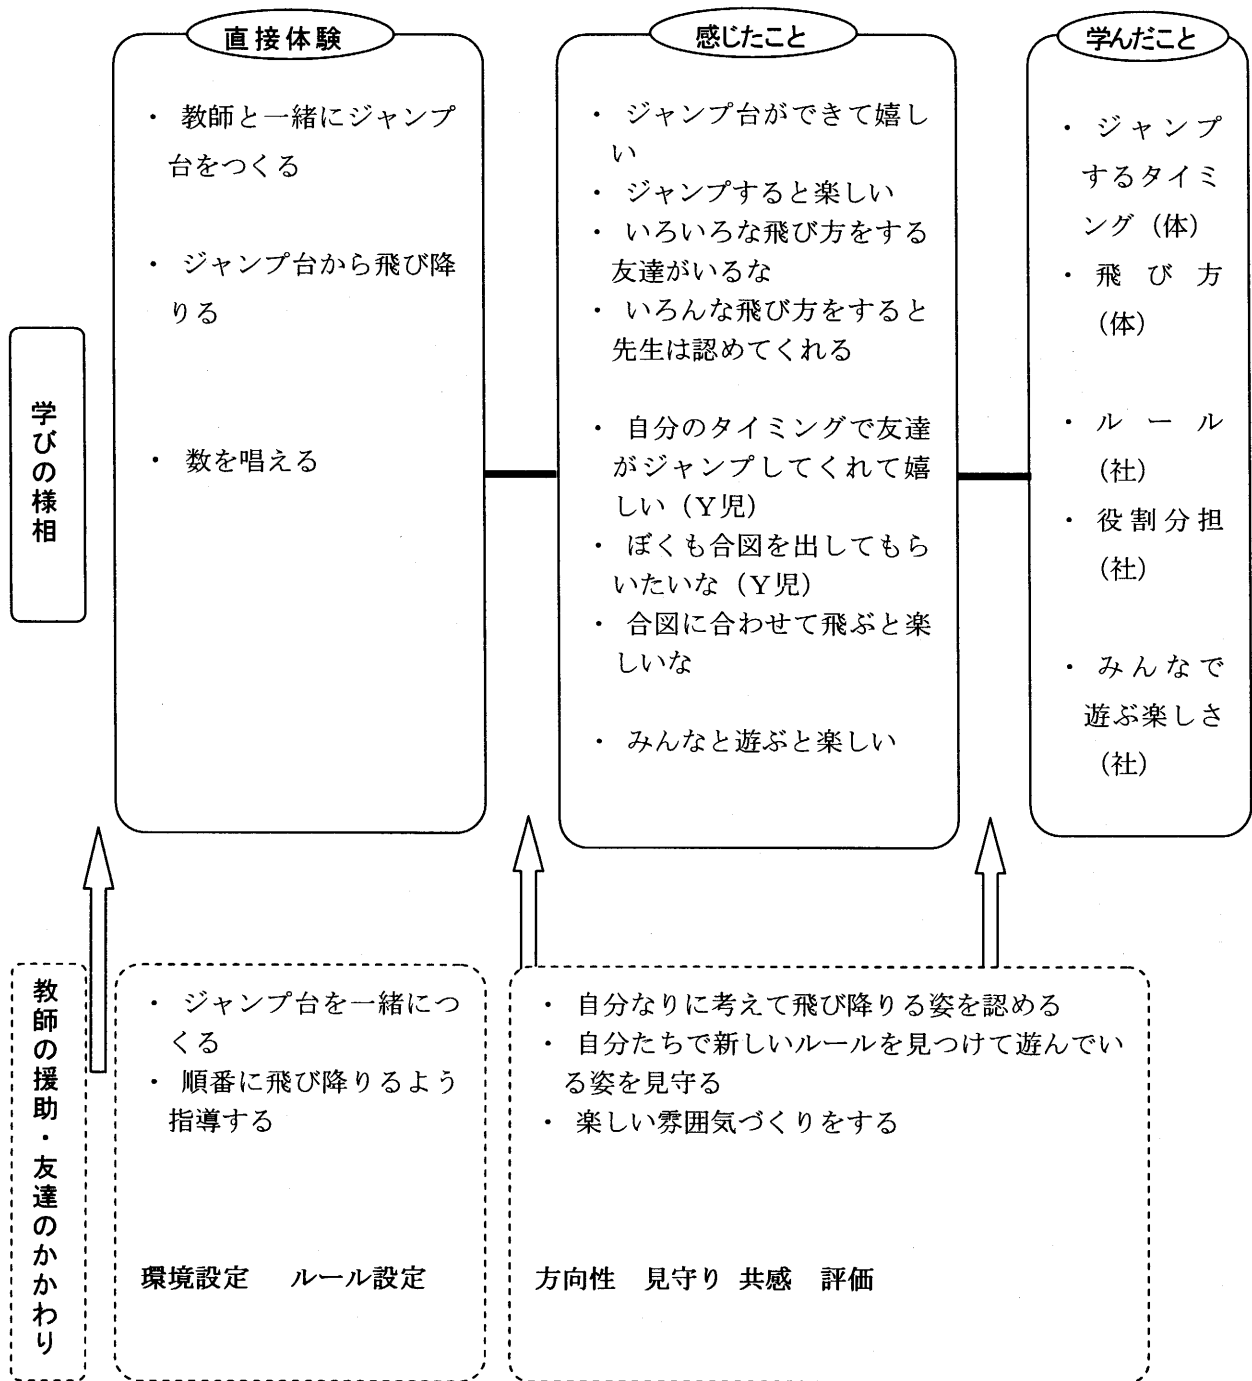 直接体験
・ 教師と一緒にジャンプ
台をつくる
・ ジャンプ台から飛び降
りる
・ 数を唱える
感じたこと
・ ジャンプ台ができて嬉し
い
・ ジャンプすると楽しい
・ いろいろな飛び方をする
友達がいるな
・ いろんな飛び方をすると
先生は認めてくれる
・ 自分のタイミングで友達
がジャンプしてくれて嬉
しい（Y児）
・ ぼくも合図を出してもら
いたいな（Y児）
・ 合図に合わせて飛ぶと楽
しいな
・ みんなと遊ぶと楽しい
学んだこと
・ ジャンプ
するタイミ
ング（体）
・ 飛び方
（体）
・ ルール
（社）
・ 役割分担
（社）
・ みんなで
遊ぶ楽しさ
（社）
学びの様相
教師の援助・友達のかかわり
・ ジャンプ台を一緒につ
くる
・ 順番に飛び降りるよう
指導する
環境設定 ルール設定
・ 自分なりに考えて飛び降りる姿を認める
・ 自分たちで新しいルールを見つけて遊んでい
る姿を見守る
・ 楽しい雰囲気づくりをする
方向性 見守り 共感 評価